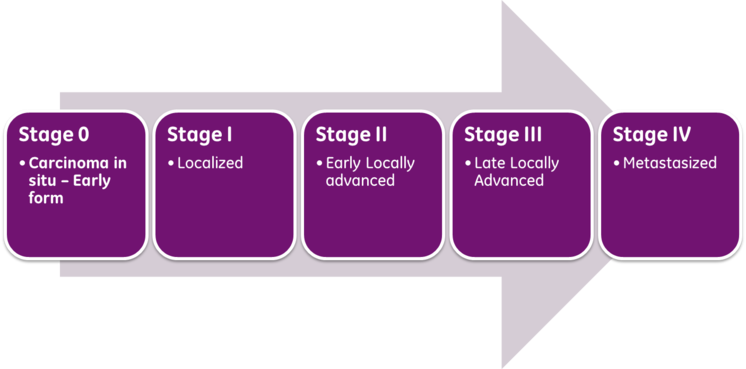 Stage 0
• Carcinoma in
situ – Early
form
Stage I
• Localized
Stage II
• Early Locally
advanced
Stage III
• Late Locally
Advanced
Stage IV
• Metastasized